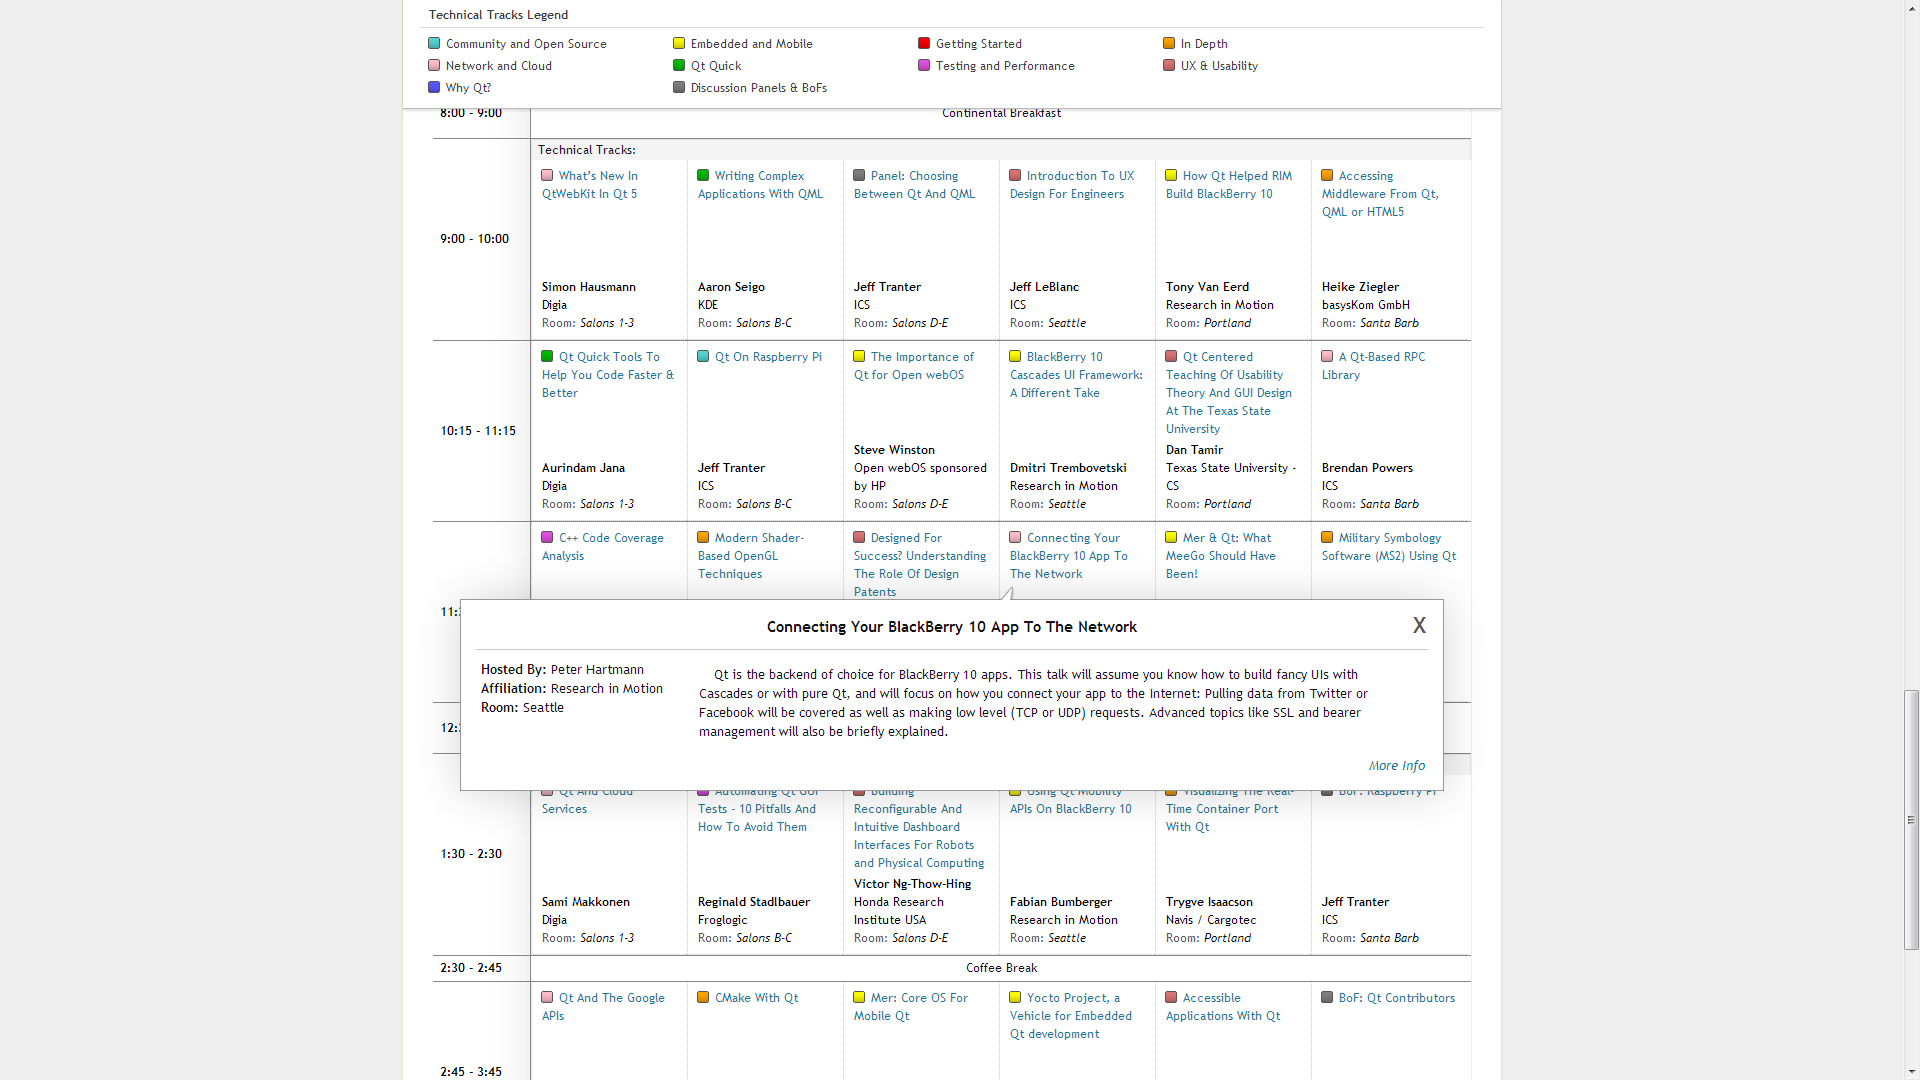 Technical Tracks Legend
Community and Open Source
Embedded and Mobile
Getting Started
In Depth
Network and Cloud
Qt Quick
Testing and Performance
UX & Usability
Why Qt?
Discussion Panels & BoFs
8:00 - 9:00
Continental Breakfast
Technical Tracks:
9:00 - 10:00
What's New In
QtWebKit In Qt 5
Simon Hausmann
Digia
Room: Salons 1-3
Writing Complex
Applications With QML
Aaron Seigo
KDE
Room: Salons B-C
Panel: Choosing
Between Qt And QML
Jeff Tranter
ICS
Room: Salons D-E
Introduction To UX
Design For Engineers
Jeff LeBlanc
ICS
Room: Seattle
How Qt Helped RIM
Build BlackBerry 10
Tony Van Eerd
Research in Motion
Room: Portland
Accessing
Middleware From Qt,
QML or HTML5
Heike Ziegler
basysKom GmbH
Room: Santa Barb
10:15 - 11:15
Qt Quick Tools To
Help You Code Faster &
Better
Aurindam Jana
Digia
Room: Salons 1-3
Qt On Raspberry Pi
Jeff Tranter
ICS
Room: Salons B-C
The Importance of
Qt for Open webOS
Steve Winston
Open webOS sponsored
by HP
Room: Salons D-E
BlackBerry 10
Cascades UI Framework:
A Different Take
Dmitri Trembovetski
Research in Motion
Room: Seattle
Qt Centered
Teaching Of Usability
Theory And GUI Design
At The Texas State
University
Dan Tamir
Texas State University -
CS
Room: Portland
A Qt-Based RPC
Library
Brendan Powers
ICS
Room: Santa Barb
11:
C++ Code Coverage
Analysis
Modern Shader-
Based OpenGL
Techniques
Designed For
Success? Understanding
The Role Of Design
Patents
Connecting Your
BlackBerry 10 App To
The Network
Mer & Qt: What
MeeGo Should Have
Been!
Military Symbology
Software (MS2) Using Qt
Connecting Your BlackBerry 10 App To The Network
X
Hosted By: Peter Hartmann
Affiliation: Research in Motion
Room: Seattle
Qt is the backend of choice for BlackBerry 10 apps. This talk will assume you know how to build fancy UIs with
Cascades or with pure Qt, and will focus on how you connect your app to the Internet: Pulling data from Twitter or
Facebook will be covered as well as making low level (TCP or UDP) requests. Advanced topics like SSL and bearer
management will also be briefly explained.
More Info
12:
1:30 - 2:30
Qt And Cloud
Services
Sami Makkonen
Digia
Room: Salons 1-3
Automating Qt GUI
Tests - 10 Pitfalls And
How To Avoid Them
Reginald Stadlbauer
Froglogic
Room: Salons B-C
Building
Reconfigurable And
Intuitive Dashboard
Interfaces For Robots
and Physical Computing
Victor Ng-Thow-Hing
Honda Research
Institute USA
Room: Salons D-E
Using Qt Mobility
APIs On BlackBerry 10
Fabian Bumberger
Research in Motion
Room: Seattle
Visualizing The Real-
Time Container Port
With Qt
Trygve Isaacson
Navis / Cargotec
Room: Portland
BoF: Raspberry Pi
Jeff Tranter
ICS
Room: Santa Barb
2:30 - 2:45
Coffee Break
2:45 - 3:45
Qt And The Google
APIs
CMake With Qt
Mer: Core OS For
Mobile Qt
Yocto Project, a
Vehicle for Embedded
Qt development
Accessible
Applications With Qt
BoF: Qt Contributors